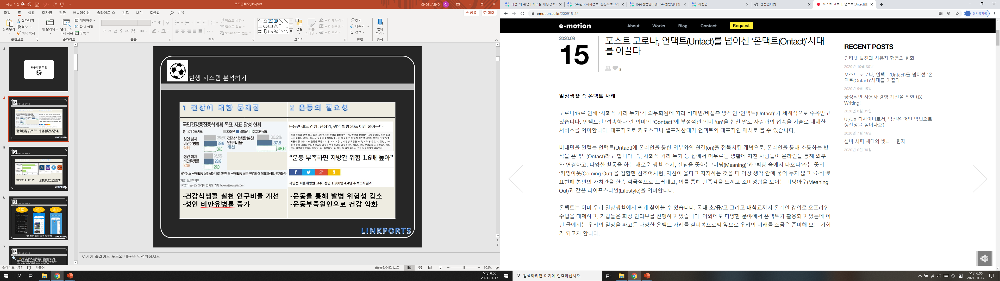 자동 저장
포트폴리오_linkport
CHOE JAEHO
CJ
파일 홈 삽입 디자인 전환 애니메이션 슬라이드 쇼 검토 보기 도움말 검색
공유 메모
붙여넣기
잘라내기
복사
서식 복사
클립보드
새 슬라이드
슬라이드 다시 사용
레이아웃
다시 설정
구역
슬라이드
글꼴
텍스트 방향
텍스트 맞춤
SmartArt로 변환
단락
정렬
빠른 스타일
도형 채우기
도형 윤곽선
도형 효과
그리기
찾기
바꾸기
선택
편집
받아쓰기
음성
3
요구사항 확인
4
5
6
7
현행 시스템 분석하기
1 건강에 대한 문제점
2 운동의 필요성
국민건강증진종합계획 목표 지표 달성 현황
총 19개 대표지표 2008년 2015년 2020년 목표
성인 남자 비만유병률 악화
35.6%
39.6
37.0
건강식생활실천 인구비율 개선
30.2%
37.8
48.6
성인 여자 비만유병률 악화
26.5%
28.8
27.0
※유산소 신체활동 실천율은 2014년부터 신체활동 설문 변경되어 목표달성도 평가불가
자료: 보건복지부
17.12.11 뉴시스 그래픽 안지혜 기자 hokma@newsis.com
운동만 해도 간암, 신장암, 위암 발병 20% 이상 줄어든다
“운동 부족하면 지방간 위험 1.6배 높아”
곽민선 서울대병원 교수, 성인 1,300명 4.4년 추적조사결과
•건강식생활 실천 인구비율 개선
•성인 비만유병률 증가
•운동을 통해 발병 위험성 감소
•운동부족원인으로 건강 악화
LINKPORTS
여기에 슬라이드 노트의 내용을 입력하십시오
슬라이드 4/57 한국어
슬라이드 노트
108%
오후 6:06
2021-01-17
대전 외 취업 | 지역별 채용정보
[(주)한국해저정보] 응용프로그래
[(주)센텀인터넷] (주)센텀인터넷
사람인
센텀인터넷
포스트 코로나, 언택트(Untact)를
emotion.co.kr/200915-2/
일시중지됨
e•motion
About Works Blog Contact Request
2020.09
15
포스트 코로나, 언택트(Untact)를 넘어선 ‘온택트(Ontact)’시대
를 이끌다
8
일상생활 속 온택트 사례
코로나19로 인해 ‘사회적 거리 두기’가 의무화됨에 따라 비대면/비접촉 방식인 ‘언택트(Untact)’가 세계적으로 주목받고
있습니다. 언택트란 ‘접촉하다’란 의미의 ‘Contact’에 부정적인 의미 ‘un’을 합친 말로 사람과의 접촉을 기술로 대체한
서비스를 의미합니다. 대표적으로 키오스크나 셀프계산대가 언택트의 대표적인 예시로 볼 수 있습니다.
비대면을 일컫는 언택트(Untact)에 온라인을 통한 외부와의 연결(on)을 접목시킨 개념으로, 온라인을 통해 소통하는 방
식을 온택트(Ontact)라고 합니다. 즉, 사회적 거리 두기 등 집에서 머무르는 생활에 지친 사람들이 온라인을 통해 외부
와 연결하고, 다양한 활동을 하는 새로운 생활 추세, 신념을 뜻하는 ‘미닝(Meaning)’과 ‘벽장 속에서 나오다’라는 뜻의
‘커밍아웃(Coming Out)’을 결합한 신조어처럼, 자신이 옳다고 지지하는 것을 더 이상 생각 안에 묶어 두지 않고 ‘소비’로
표현해 본인의 가치관을 한층 적극적으로 드러내고, 이를 통해 만족감을 느끼고 소비성향을 보이는 미닝아웃(Meaning
Out)과 같은 라이프스타일(Lifestyle)을 의미합니다.
온택트는 이미 우리 일상생활에서 쉽게 찾아볼 수 있습니다. 국내 초/중/고 그리고 대학교까지 온라인 강의로 오프라인
수업을 대체하고, 기업들은 화상 인터뷰를 진행하고 있습니다. 이외에도 다양한 분야에서 온택트가 활용되고 있는데 이
번 글에서는 우리의 일상을 파고든 다양한 온택트 사례를 살펴봄으로써 앞으로 우리의 미래를 조금은 준비해 보는 기회
가 되고자 합니다.
RECENT POSTS
인터넷 발전과 사용자 행동의 변화
2020년 10월 30일
포스트 코로나, 언택트(Untact)를 넘어선 ‘온
택트(Ontact)’시대를 이끌다
2020년 9월 15일
긍정적인 사용자 경험 개선을 위한 UX
Writing!
2020년 8월 31일
UI/UX 디자이너로서, 당신은 어떤 방법으로
생산성을 높이나요?
2020년 7월 16일
실버 서퍼 세대의 빛과 그림자
2020년 6월 30일
검색하려면 여기에 입력하십시오.
오후 6:06
2021-01-17